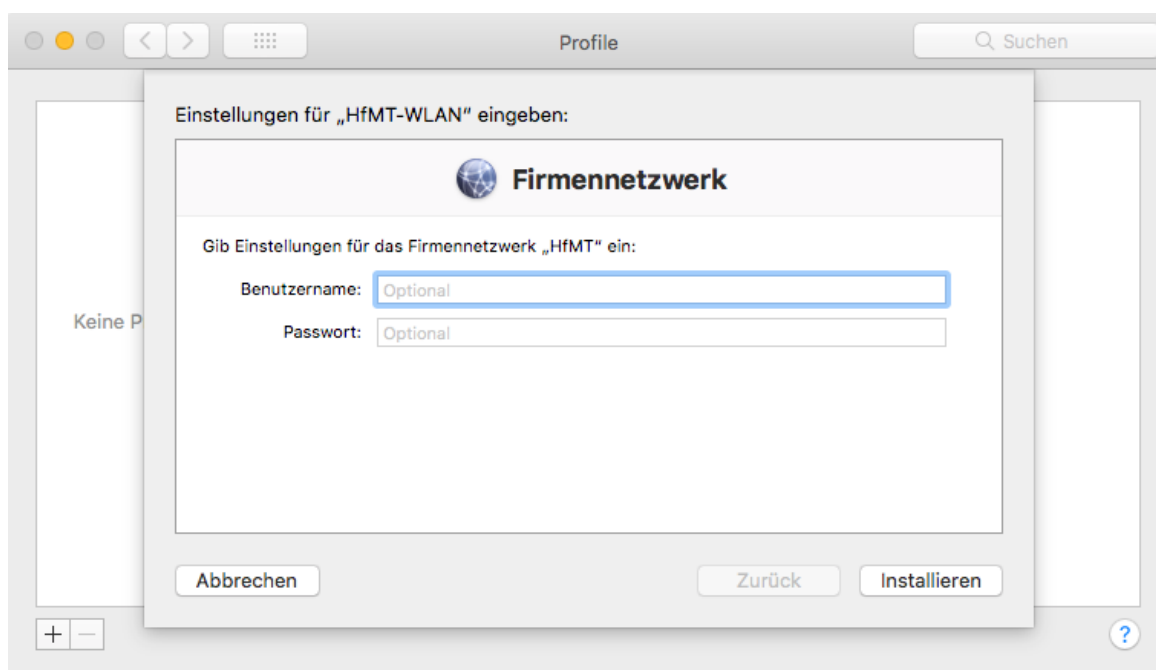 Profile
Suchen
Einstellungen für „HfMT-WLAN“ eingeben:
Firmennetzwerk
Gib Einstellungen für das Firmennetzwerk „HfMT“ ein:
Benutzername: Optional
Keine P
Passwort: Optional
Abbrechen Zurück Installieren
+ − ?